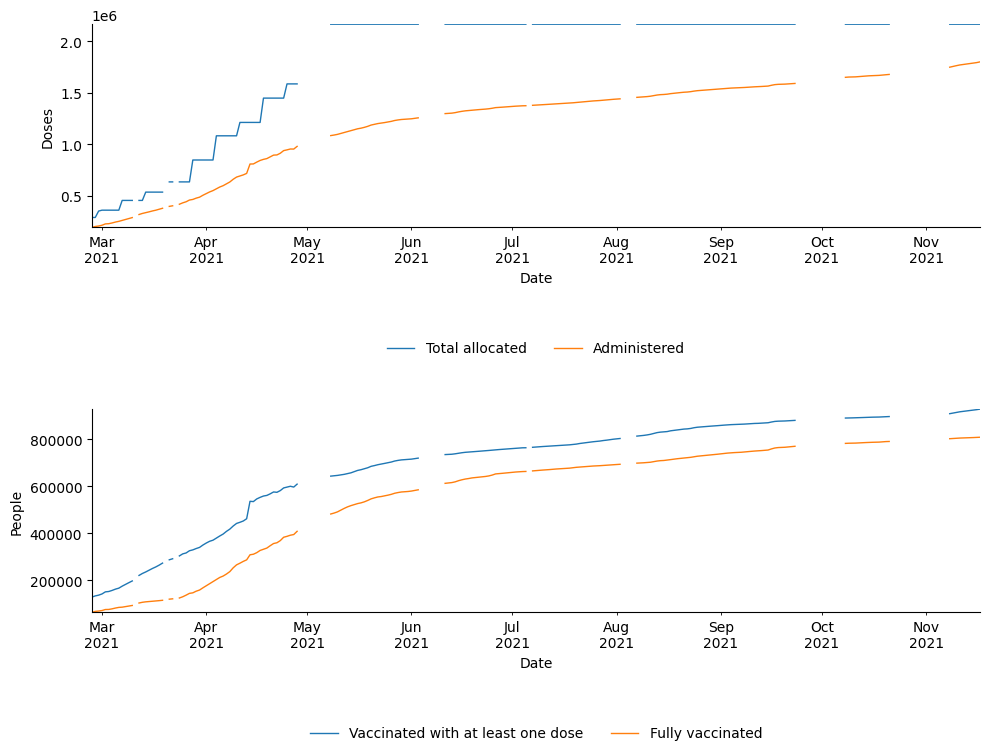 1e6
2.0
1.5
1.0
0.5
Doses
Mar Apr May Jun Jul Aug Sep Oct Nov
2021 2021 2021 2021 2021 2021 2021 2021 2021
Date
Total allocated Administered
800000
600000
400000
200000
People
Mar Apr May Jun Jul Aug Sep Oct Nov
2021 2021 2021 2021 2021 2021 2021 2021 2021
Date
Vaccinated with at least one dose Fully vaccinated